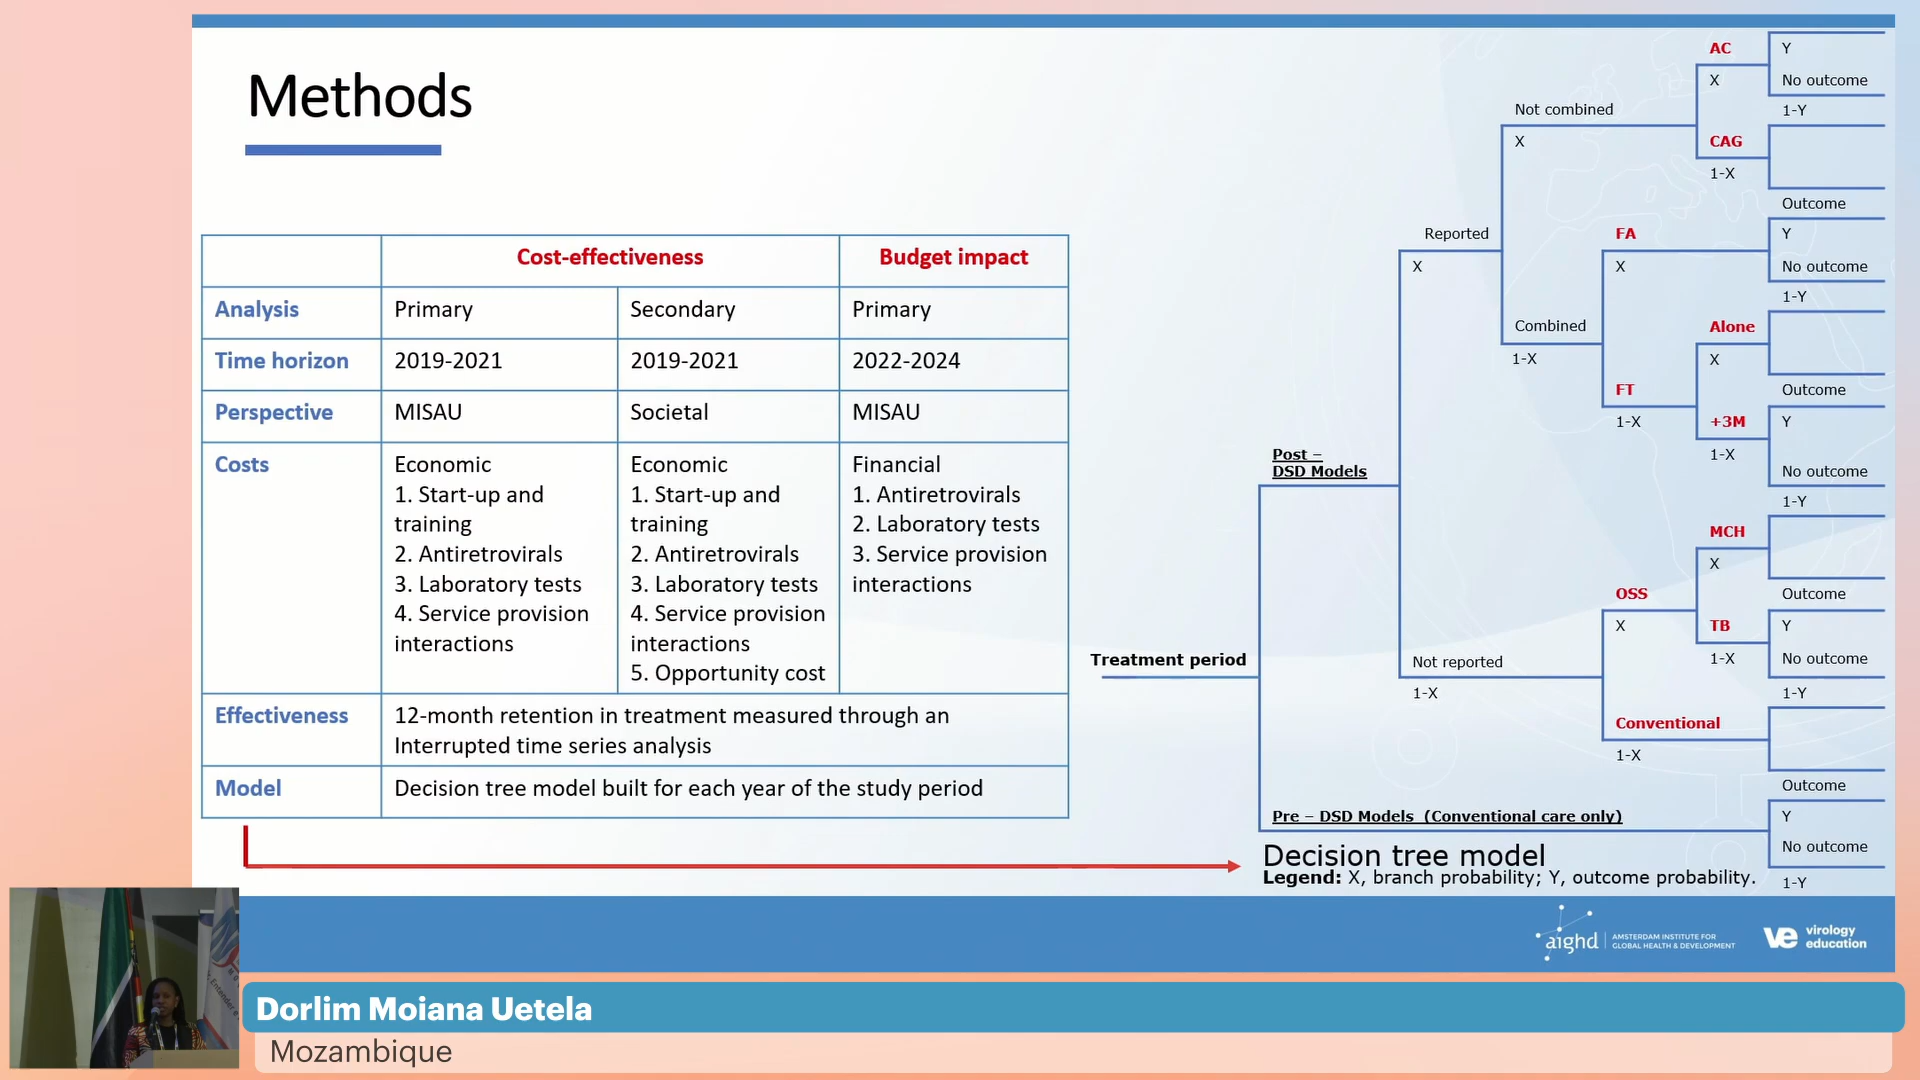 Methods
Cost-effectiveness
Budget impact
Analysis
Primary
Secondary
Primary
Time horizon
2019-2021
2019-2021
2022-2024
Perspective
MISAU
Societal
MISAU
Costs
Economic
1. Start-up and
training
2. Antiretrovirals
3. Laboratory tests
4. Service provision
interactions
Economic
1. Start-up and
training
2. Antiretrovirals
3. Laboratory tests
4. Service provision
interactions
5. Opportunity cost
Financial
1. Antiretrovirals
2. Laboratory tests
3. Service provision
interactions
Effectiveness
12-month retention in treatment measured through an
Interrupted time series analysis
Model
Decision tree model built for each year of the study period
Treatment period
Post –
DSD Models
Reported
X
Not combined
X
AC
X
Y
No outcome
1-Y
CAG
1-X
Outcome
FA
X
Y
No outcome
1-Y
Combined
1-X
Alone
X
Outcome
FT
1-X
+3M
1-X
Y
No outcome
1-Y
MCH
X
Outcome
OSS
X
TB
1-X
Y
No outcome
1-Y
Not reported
1-X
Conventional
1-X
Outcome
Pre – DSD Models (Conventional care only)
Y
No outcome
1-Y
Decision tree model
Legend: X, branch probability; Y, outcome probability.
aighd
AMSTERDAM INSTITUTE FOR
GLOBAL HEALTH & DEVELOPMENT
ve
virology
education
Dorlim Moiana Uetela
Mozambique